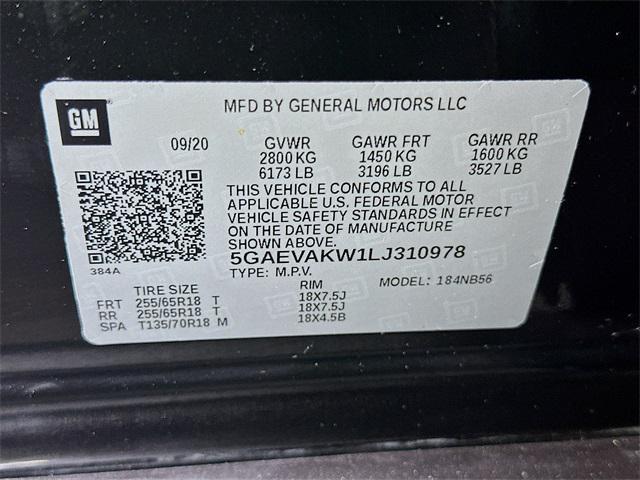 GM
MFD BY GENERAL MOTORS LLC
09/20 GVWR GAWR FRT GAWR RR
2800 KG 1450 KG 1600 KG
6173 LB 3196 LB 3527 LB
THIS VEHICLE CONFORMS TO ALL
APPLICABLE U.S. FEDERAL MOTOR
VEHICLE SAFETY STANDARDS IN EFFECT
ON THE DATE OF MANUFACTURE
SHOWN ABOVE.
384A
5GAEVAKW1LJ310978
TYPE: M.P.V. MODEL: 184NB56
TIRE SIZE RIM
FRT 255/65R18 T 18X7.5J
RR 255/65R18 T 18X7.5J
SPA T135/70R18 M 18X4.5B